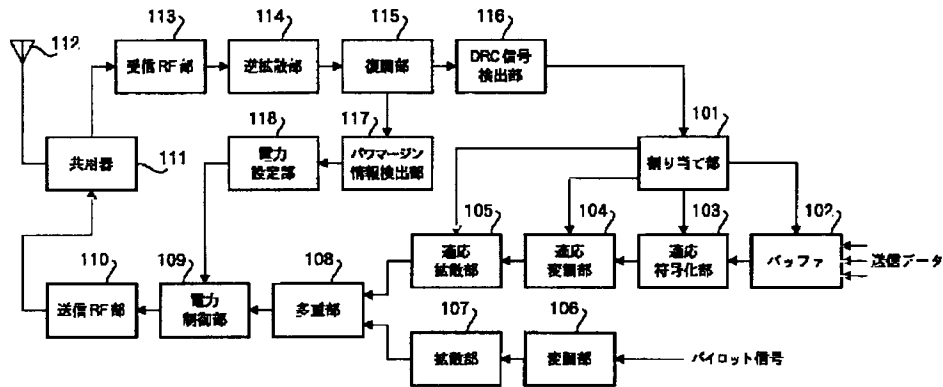 112
113
受信RF部
114
逆拡散部
115
復調部
116
DRC信号
検出部
共用器
111
118
電力
設定部
117
パワマージン
情報検出部
101
割り当て部
110
送信RF部
109
電力
制御部
108
多重部
105
適応
拡散部
104
適応
変調部
103
適応
符号化部
102
バッファ
送信データ
107
拡散部
106
変調部
パイロット信号